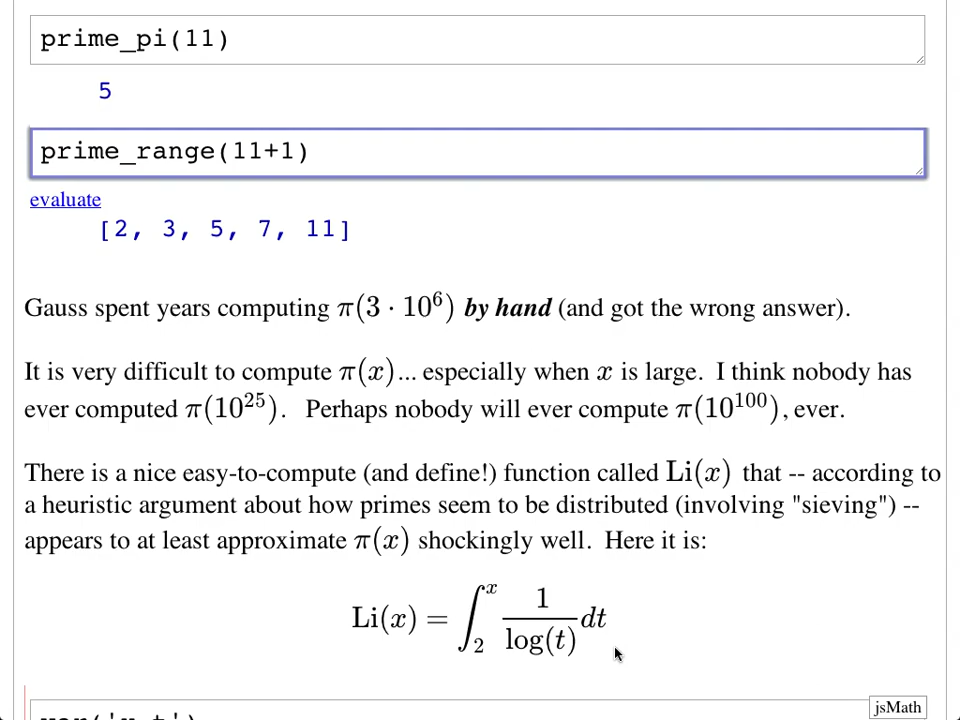 prime_pi(11)
5
prime_range(11+1)
evaluate
[2, 3, 5, 7, 11]
Gauss spent years computing π(3 · 10⁶) by hand (and got the wrong answer).
It is very difficult to compute π(x)... especially when x is large. I think nobody has
ever computed π(10²⁵). Perhaps nobody will ever compute π(10¹⁰⁰), ever.
There is a nice easy-to-compute (and define!) function called Li(x) that -- according to
a heuristic argument about how primes seem to be distributed (involving "sieving") --
appears to at least approximate π(x) shockingly well. Here it is:
Li(x) = ∫₂ˣ 1/log(t) dt
jsMath